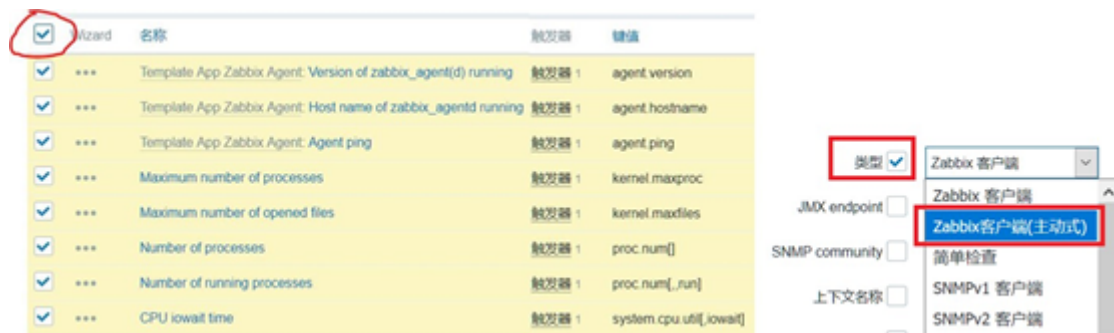 Wizard 名称 触发器 键值
Template App Zabbix Agent: Version of zabbix_agent(d) running 触发器 1 agent.version
Template App Zabbix Agent: Host name of zabbix_agentd running 触发器 1 agent.hostname
Template App Zabbix Agent: Agent ping 触发器 1 agent.ping
Maximum number of processes 触发器 1 kernel.maxproc
Maximum number of opened files 触发器 1 kernel.maxfiles
Number of processes 触发器 1 proc.num[]
Number of running processes 触发器 1 proc.num[,,run]
CPU iowait time 触发器 1 system.cpu.util[,iowait]
类型 Zabbix 客户端
Zabbix 客户端
JMX endpoint
Zabbix客户端(主动式)
SNMP community 简单检查
上下文名称 SNMPv1 客户端
SNMPv2 客户端